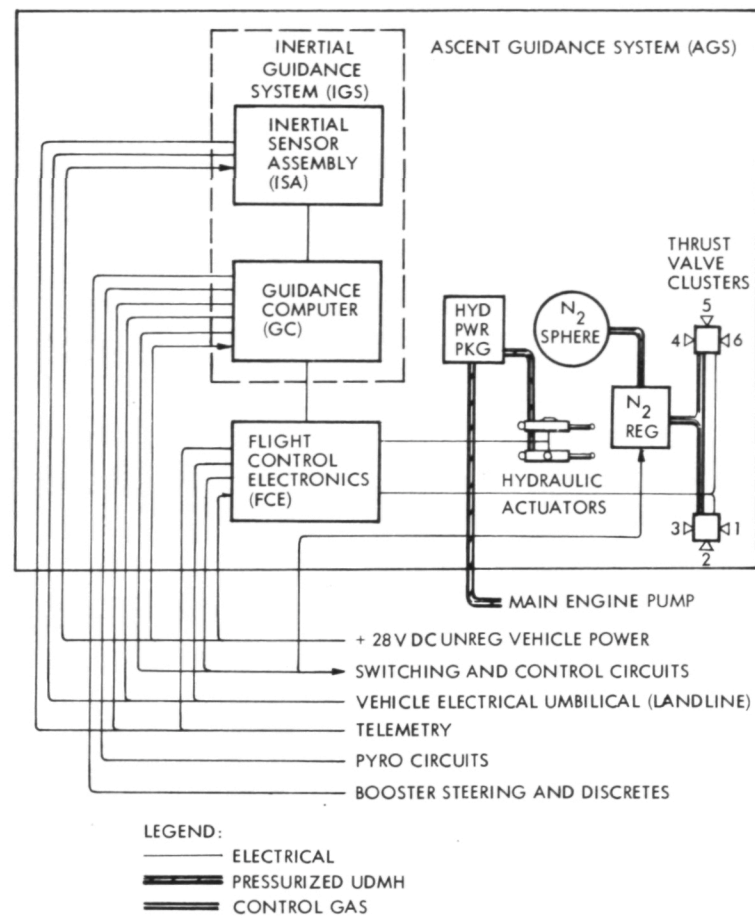 INERTIAL
GUIDANCE
SYSTEM (IGS)
ASCENT GUIDANCE SYSTEM (AGS)
INERTIAL
SENSOR
ASSEMBLY
(ISA)
GUIDANCE
COMPUTER
(GC)
HYD
PWR
PKG
N2
SPHERE
THRUST
VALVE
CLUSTERS
5
4
6
N2
REG
FLIGHT
CONTROL
ELECTRONICS
(FCE)
HYDRAULIC
ACTUATORS
3
1
2
MAIN ENGINE PUMP
+ 28V DC UNREG VEHICLE POWER
SWITCHING AND CONTROL CIRCUITS
VEHICLE ELECTRICAL UMBILICAL (LANDLINE)
TELEMETRY
PYRO CIRCUITS
BOOSTER STEERING AND DISCRETES
LEGEND:
ELECTRICAL
PRESSURIZED UDMH
CONTROL GAS